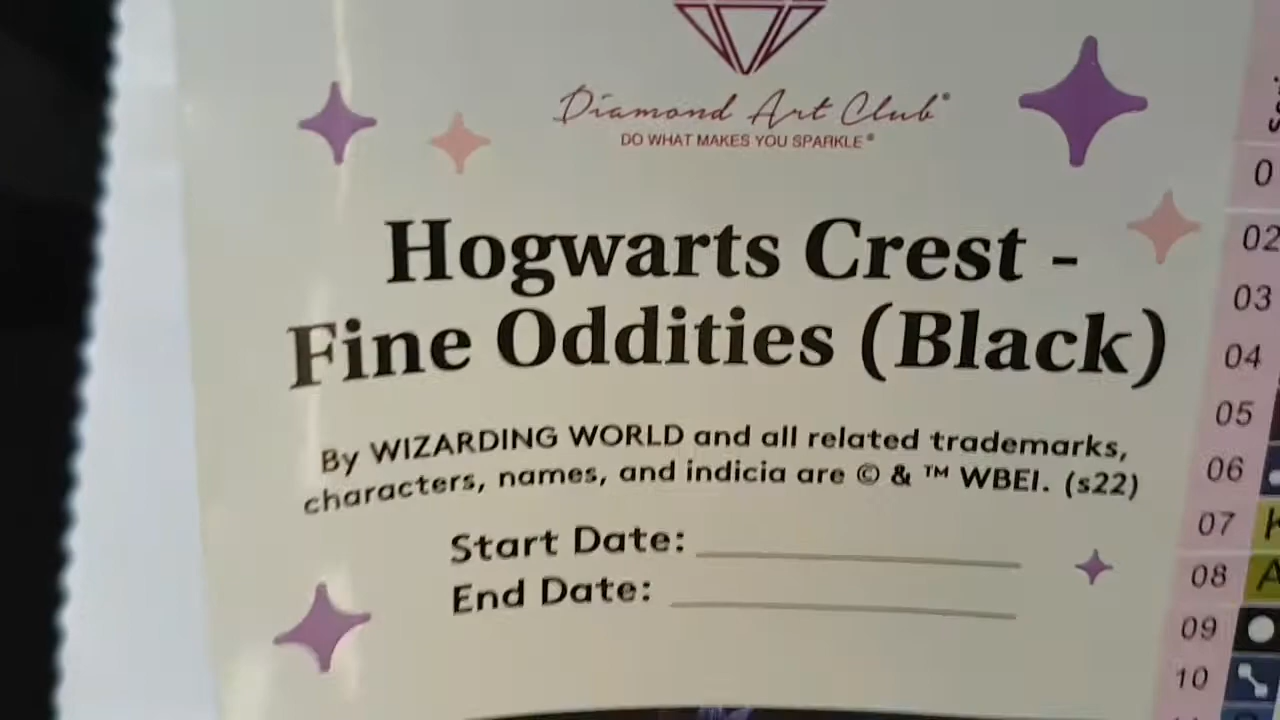 Diamond Art Club®
DO WHAT MAKES YOU SPARKLE®
Hogwarts Crest -
Fine Oddities (Black)
By WIZARDING WORLD and all related trademarks,
characters, names, and indicia are © & ™ WBEI. (s22)
Start Date:
End Date:
0
02
03
04
05
06
07
08 A
09
10